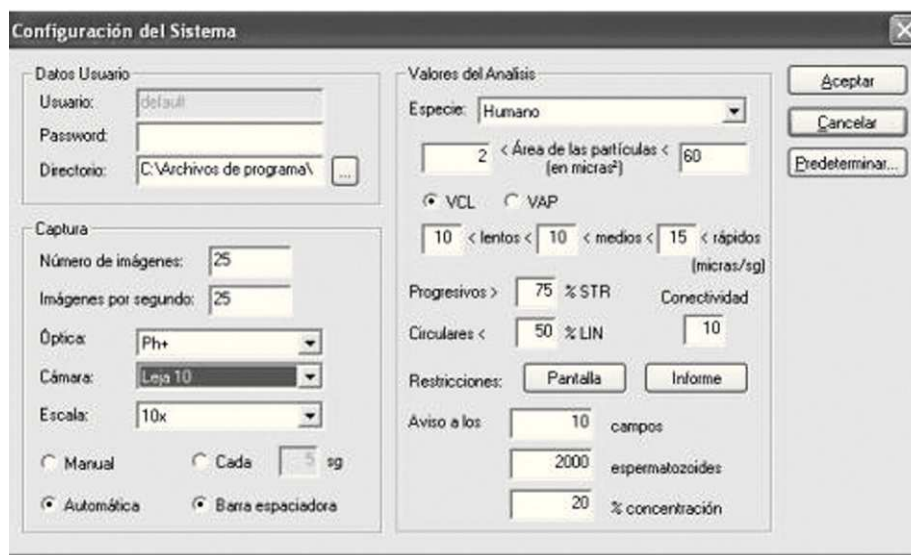 Configuración del Sistema
Datos Usuario
Usuario: default
Password:
Directorio: C:\Archivos de programa\ ...
Captura
Número de imágenes: 25
Imágenes por segundo: 25
Óptica: Ph+
Cámara: Leja 10
Escala: 10x
Manual Cada 5 sg
Automática Barra espaciadora
Valores del Analisis
Especie: Humano
2 < Área de las partículas < 60
(en micras²)
VCL VAP
10 < lentos < 10 < medios < 15 < rápidos
(micras/sg)
Progresivos > 75 % STR Conectividad
Circulares < 50 % LIN 10
Restricciones: Pantalla Informe
Aviso a los 10 campos
2000 espermatozoides
20 % concentración
Aceptar
Cancelar
Predeterminar...